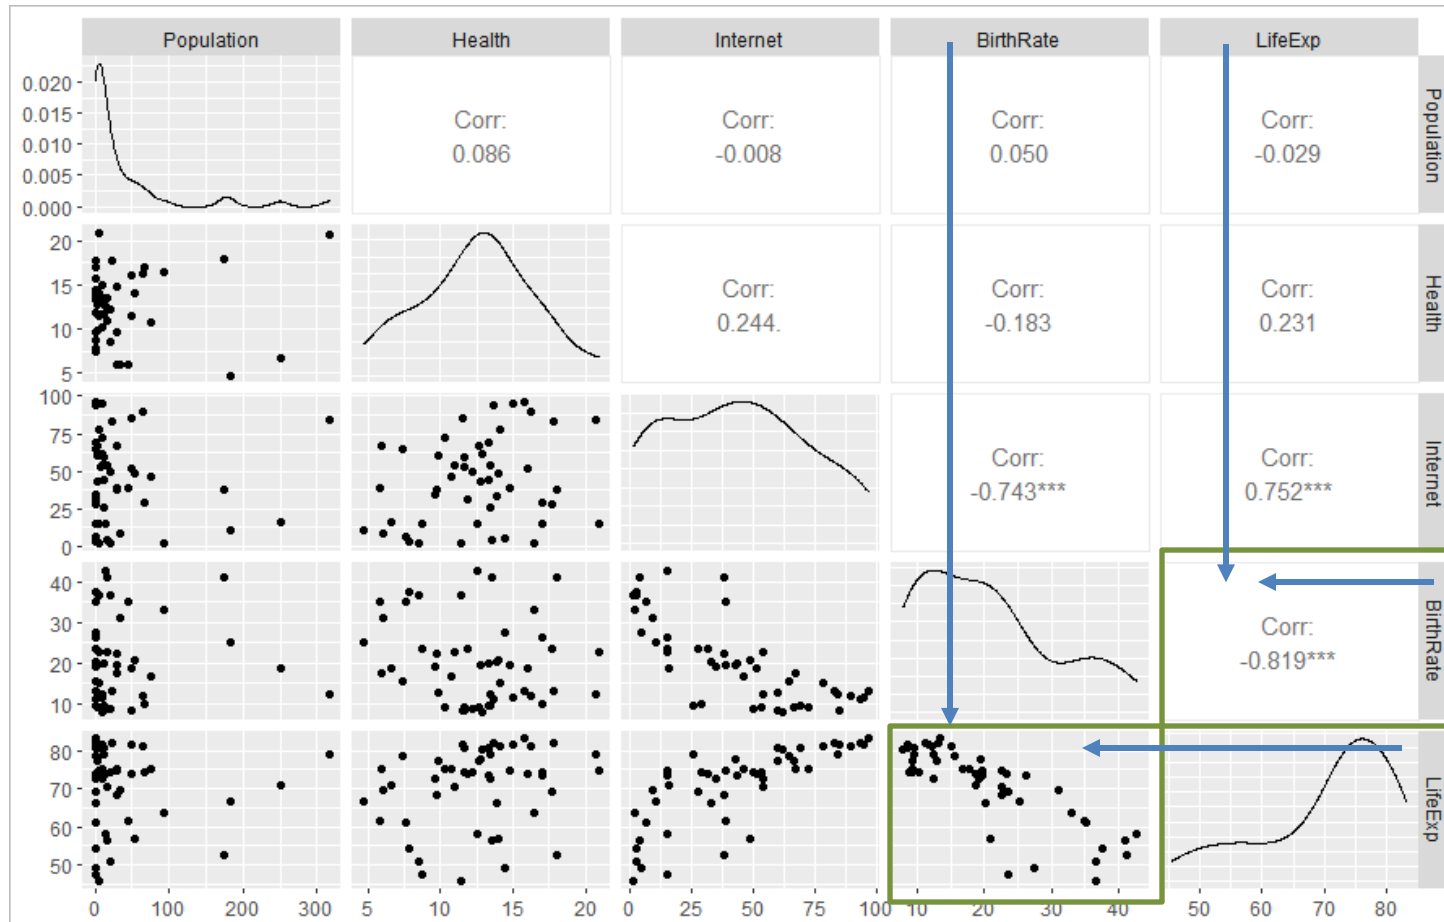 Population Health Internet BirthRate LifeExp
0.020
0.015
0.010
0.005
0.000
Corr:
0.086
Corr:
-0.008
Corr:
0.050
Corr:
-0.029
Population
20
15
10
5
Corr:
0.244.
Corr:
-0.183
Corr:
0.231
Health
100
75
50
25
0
Corr:
-0.743***
Corr:
0.752***
Internet
40
30
20
10
Corr:
-0.819***
BirthRate
80
70
60
50
LifeExp
0 100 200 300 5 10 15 20 0 25 50 75 100 10 20 30 40 50 60 70 80